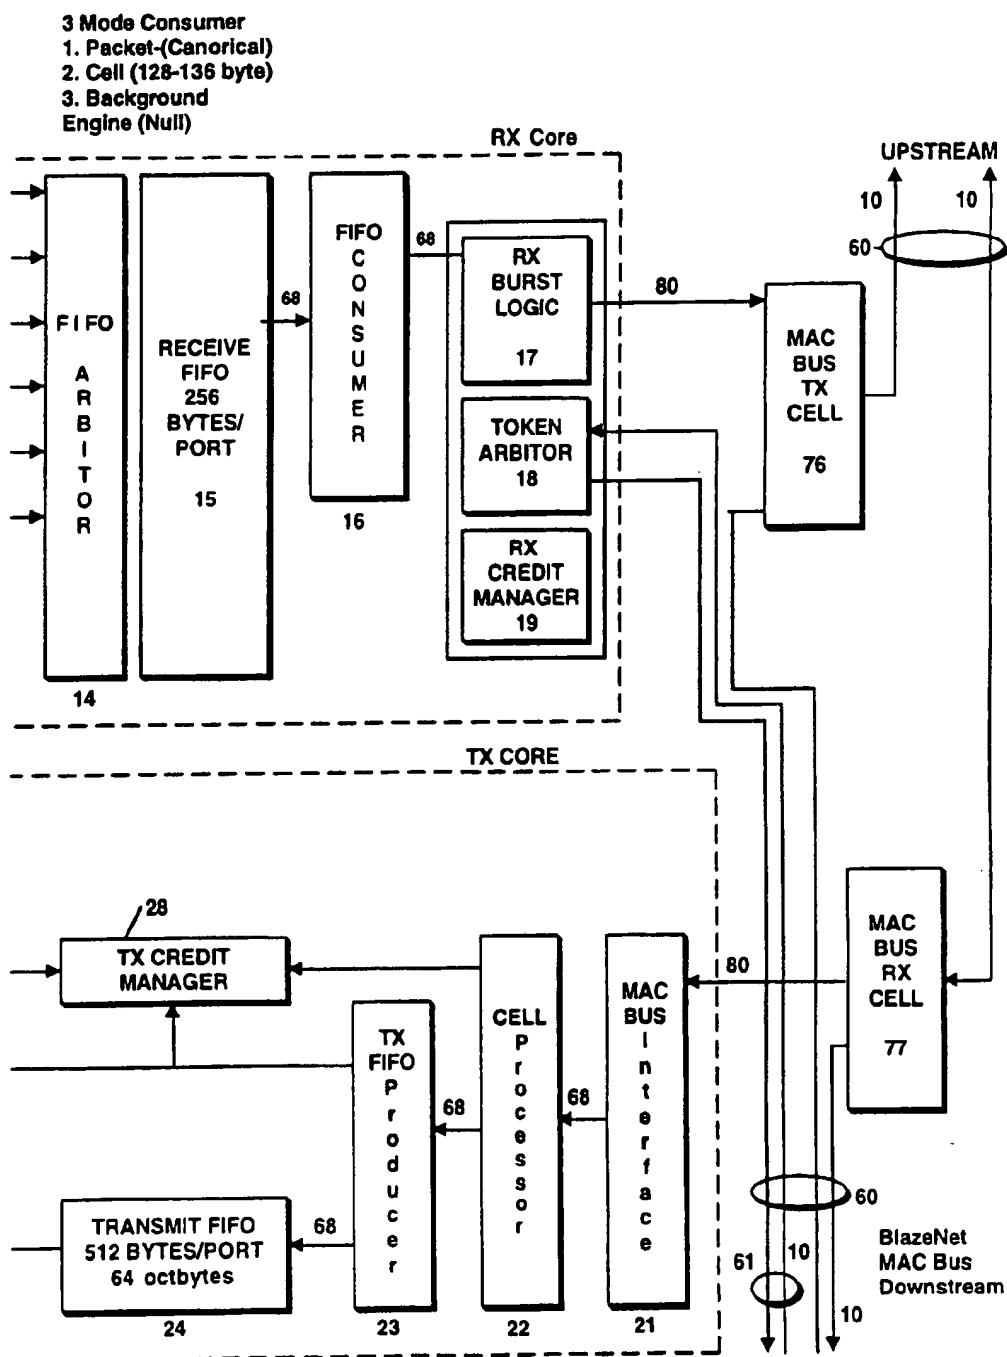 3 Mode Consumer
1. Packet-(Canorical)
2. Cell (128-136 byte)
3. Background
Engine (Null)
RX Core
UPSTREAM
10
10
60
FIFO
ARBITOR
14
RECEIVE
FIFO
256
BYTES/
PORT
15
68
FIFO
CONSUMER
16
68
RX
BURST
LOGIC
17
TOKEN
ARBITOR
18
RX
CREDIT
MANAGER
19
80
MAC
BUS
TX
CELL
76
TX CORE
28
TX CREDIT
MANAGER
TX
FIFO
Producer
23
68
CELL
Processor
22
68
MAC
BUS
Interface
21
80
MAC
BUS
RX
CELL
77
TRANSMIT FIFO
512 BYTES/PORT
64 octbytes
24
68
60
61
10
10
BlazeNet
MAC Bus
Downstream